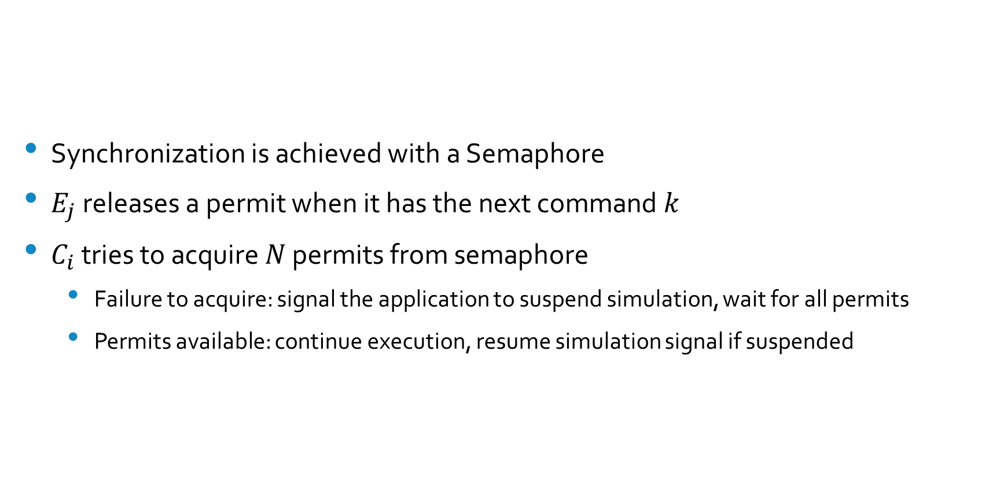 • Synchronization is achieved with a Semaphore
• E_j releases a permit when it has the next command k
• C_i tries to acquire N permits from semaphore
• Failure to acquire: signal the application to suspend simulation, wait for all permits
• Permits available: continue execution, resume simulation signal if suspended